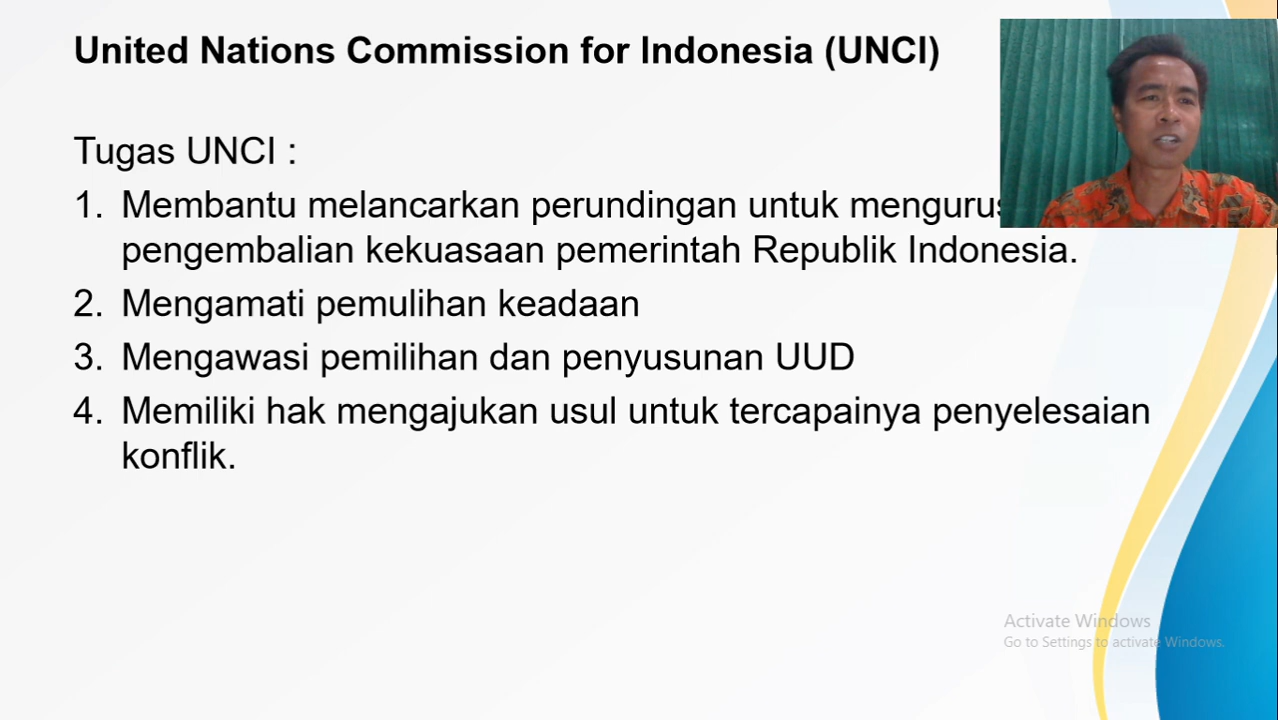 United Nations Commission for Indonesia (UNCI)
Tugas UNCI :
1. Membantu melancarkan perundingan untuk
pengembalian kekuasaan pemerintah Republik Indonesia.
2. Mengamati pemulihan keadaan
3. Mengawasi pemilihan dan penyusunan UUD
4. Memiliki hak mengajukan usul untuk tercapainya penyelesaian
konflik.
Activate Windows
Go to Settings to activate Windows.